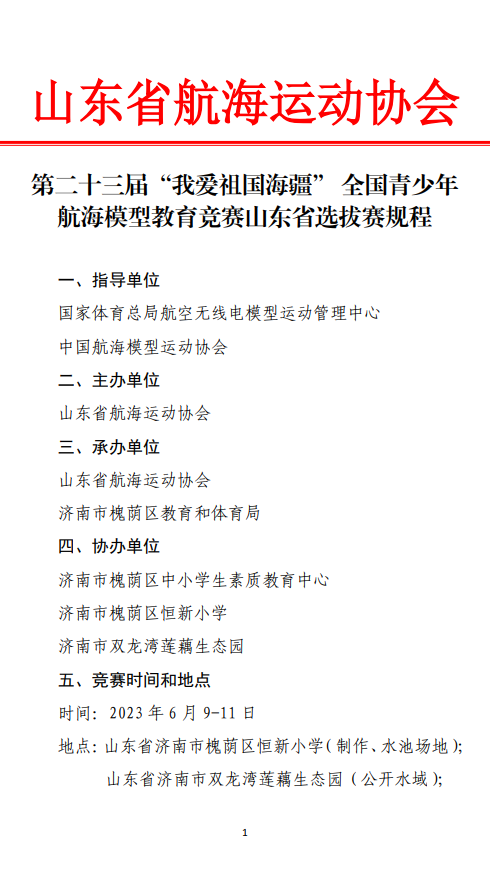 山东省航海运动协会
第二十三届“我爱祖国海疆” 全国青少年
航海模型教育竞赛山东省选拔赛规程
一、指导单位
国家体育总局航空无线电模型运动管理中心
中国航海模型运动协会
二、主办单位
山东省航海运动协会
三、承办单位
山东省航海运动协会
济南市槐荫区教育和体育局
四、协办单位
济南市槐荫区中小学生素质教育中心
济南市槐荫区恒新小学
济南市双龙湾莲藕生态园
五、竞赛时间和地点
时间：2023 年 6 月 9-11 日
地点：山东省济南市槐荫区恒新小学（制作、水池场地）；
山东省济南市双龙湾莲藕生态园（公开水域）；
1